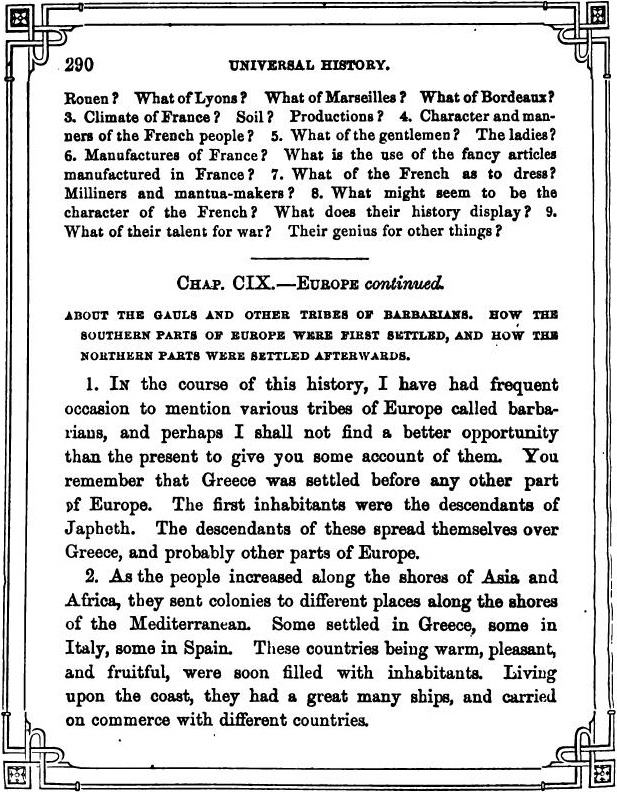 290 UNIVERSAL HISTORY.
Rouen? What of Lyons? What of Marseilles? What of Bordeaux?
3. Climate of France? Soil? Productions? 4. Character and man-
ners of the French people? 5. What of the gentlemen? The ladies?
6. Manufactures of France? What is the use of the fancy articles
manufactured in France? 7. What of the French as to dress?
Milliners and mantua-makers? 8. What might seem to be the
character of the French? What does their history display? 9.
What of their talent for war? Their genius for other things?
CHAP. CIX.—EUROPE continued.
ABOUT THE GAULS AND OTHER TRIBES OF BARBARIANS. HOW THE
SOUTHERN PARTS OF EUROPE WERE FIRST SETTLED, AND HOW THE
NORTHERN PARTS WERE SETTLED AFTERWARDS.
1. IN the course of this history, I have had frequent
occasion to mention various tribes of Europe called barba-
rians, and perhaps I shall not find a better opportunity
than the present to give you some account of them. You
remember that Greece was settled before any other part
of Europe. The first inhabitants were the descendants of
Japheth. The descendants of these spread themselves over
Greece, and probably other parts of Europe.
2. As the people increased along the shores of Asia and
Africa, they sent colonies to different places along the shores
of the Mediterranean. Some settled in Greece, some in
Italy, some in Spain. These countries being warm, pleasant,
and fruitful, were soon filled with inhabitants. Living
upon the coast, they had a great many ships, and carried
on commerce with different countries.